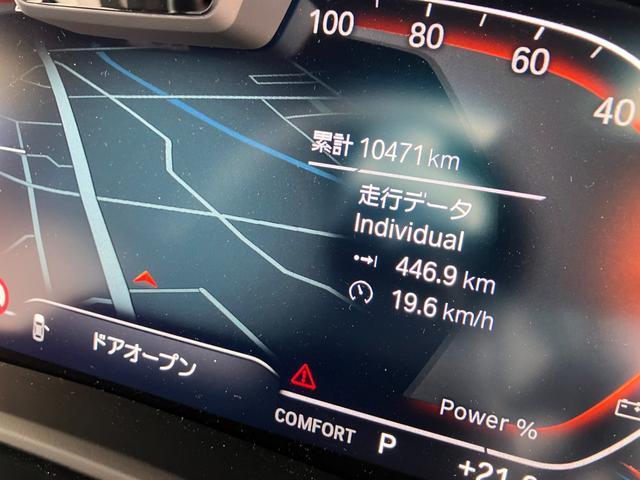 100
80
60
40
累計 10471 km
走行データ
Individual
446.9 km
19.6 km/h
ドアオープン
Power %
COMFORT P